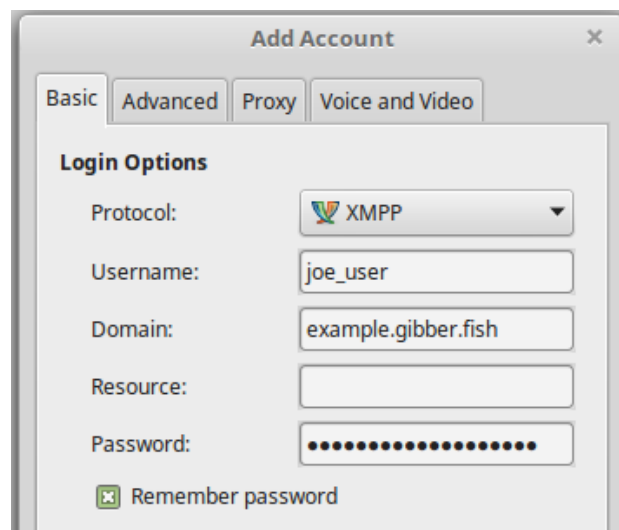 Add Account
Basic Advanced Proxy Voice and Video
Login Options
Protocol: XMPP
Username: joe_user
Domain: example.gibber.fish
Resource:
Password: ●●●●●●●●●●●●●●●●●●●
Remember password